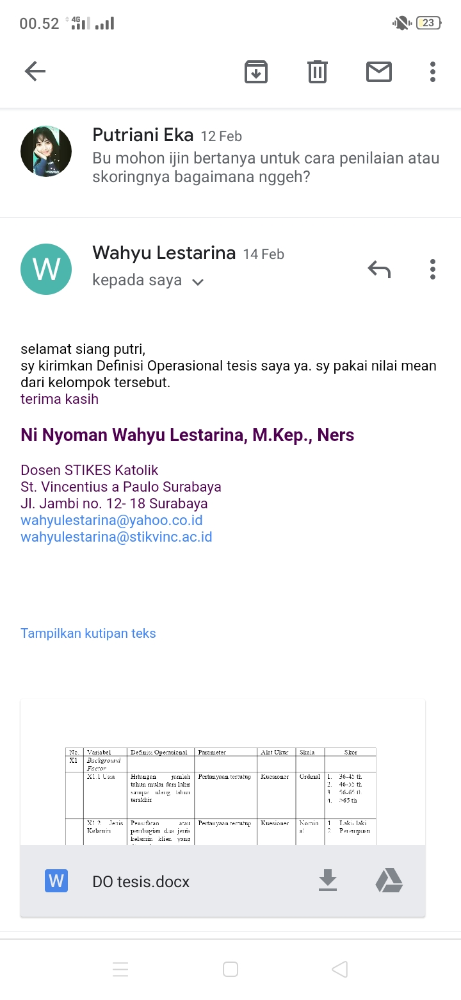 00.52 4G 23
Putriani Eka 12 Feb
Bu mohon ijin bertanya untuk cara penilaian atau
skoringnya bagaimana nggeh?
W Wahyu Lestarina 14 Feb
kepada saya
selamat siang putri,
sy kirimkan Definisi Operasional tesis saya ya. sy pakai nilai mean
dari kelompok tersebut.
terima kasih
Ni Nyoman Wahyu Lestarina, M.Kep., Ners
Dosen STIKES Katolik
St. Vincentius a Paulo Surabaya
Jl. Jambi no. 12- 18 Surabaya
wahyulestarina@yahoo.co.id
wahyulestarina@stikvinc.ac.id
Tampilkan kutipan teks
No. Variabel Definisi Operasional Parameter Alat Ukur Skala Skor
X1 Background
Factor
X1.1 Usia Hitungan jumlah Pertanyaan tertutup Kuesioner Ordinal 1. 36-45 th
tahun mulai dari lahir 2. 46-55 th
sampai ulang tahun 3. 56-65 th
terakhir 4. >65 th
X1.2 Jenis Pensifatan atau Pertanyaan tertutup Kuesioner Nomin 1. Laki-laki
Kelamin pembagian dua jenis al 2. Perempuan
kelamin klien yang
W DO tesis.docx